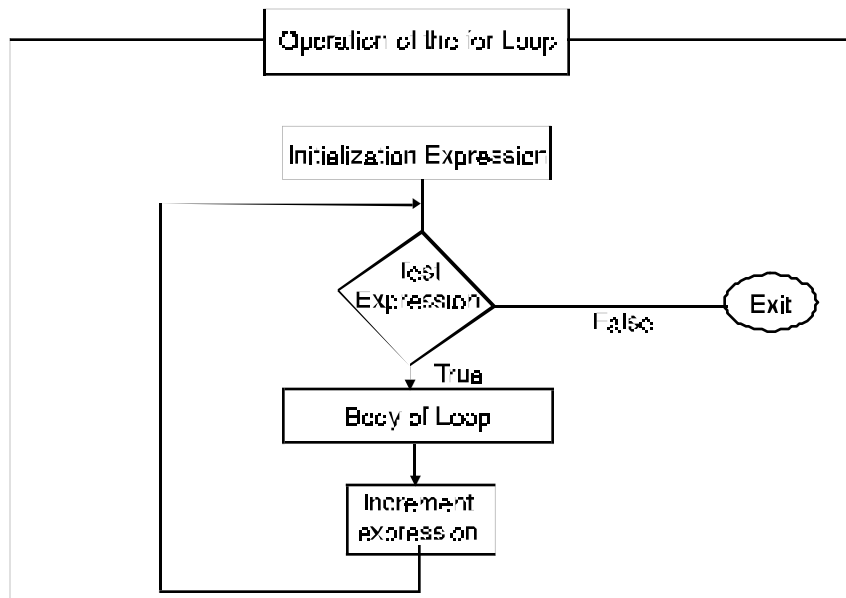 Operation of the for Loop
Initialization Expression
Test
Expression
Exit
False
True
Body of Loop
Increment
expression